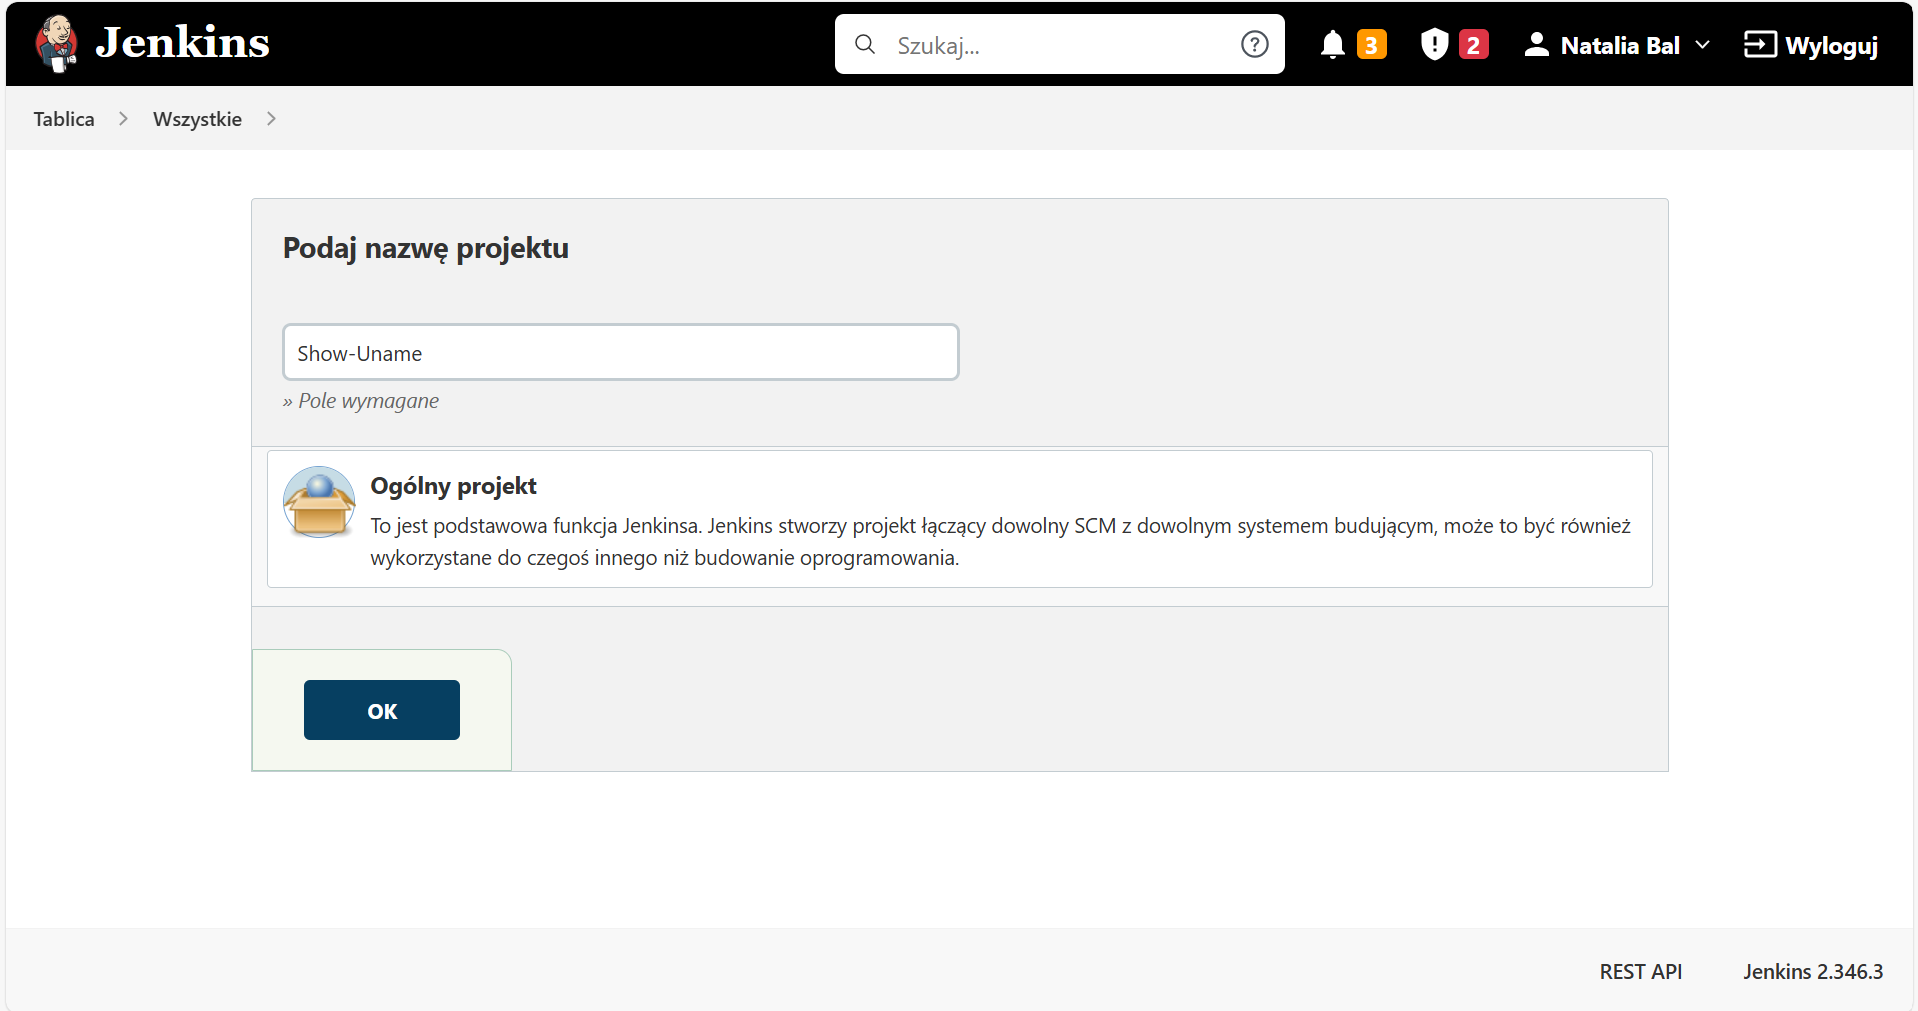 Jenkins
Szukaj...
3
2
Natalia Bal
Wyloguj
Tablica
Wszystkie
Podaj nazwę projektu
Show-Uname
» Pole wymagane
Ogólny projekt
To jest podstawowa funkcja Jenkinsa. Jenkins stworzy projekt łączący dowolny SCM z dowolnym systemem budującym, może to być również
wykorzystane do czegoś innego niż budowanie oprogramowania.
OK
REST API
Jenkins 2.346.3